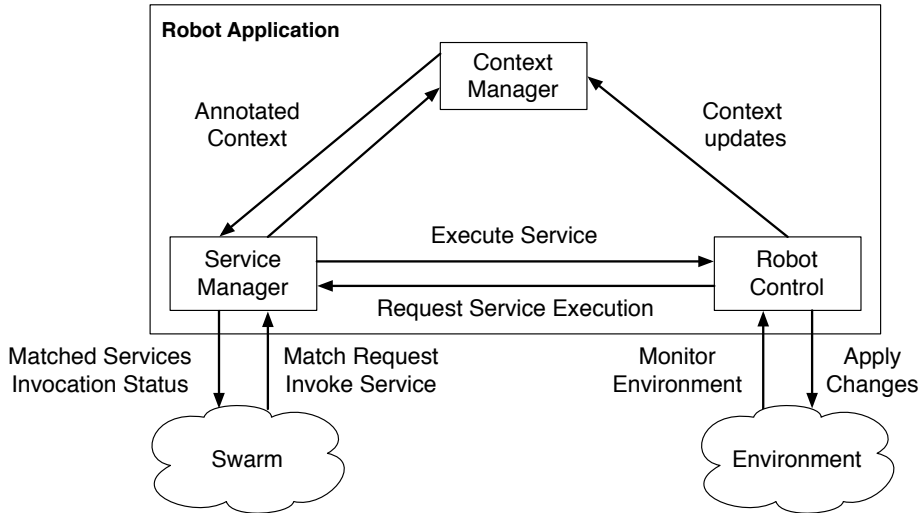 Robot Application
Context
Manager
Annotated
Context
Context
updates
Execute Service
Service
Manager
Robot
Control
Request Service Execution
Matched Services
Invocation Status
Match Request
Invoke Service
Monitor
Environment
Apply
Changes
Swarm
Environment